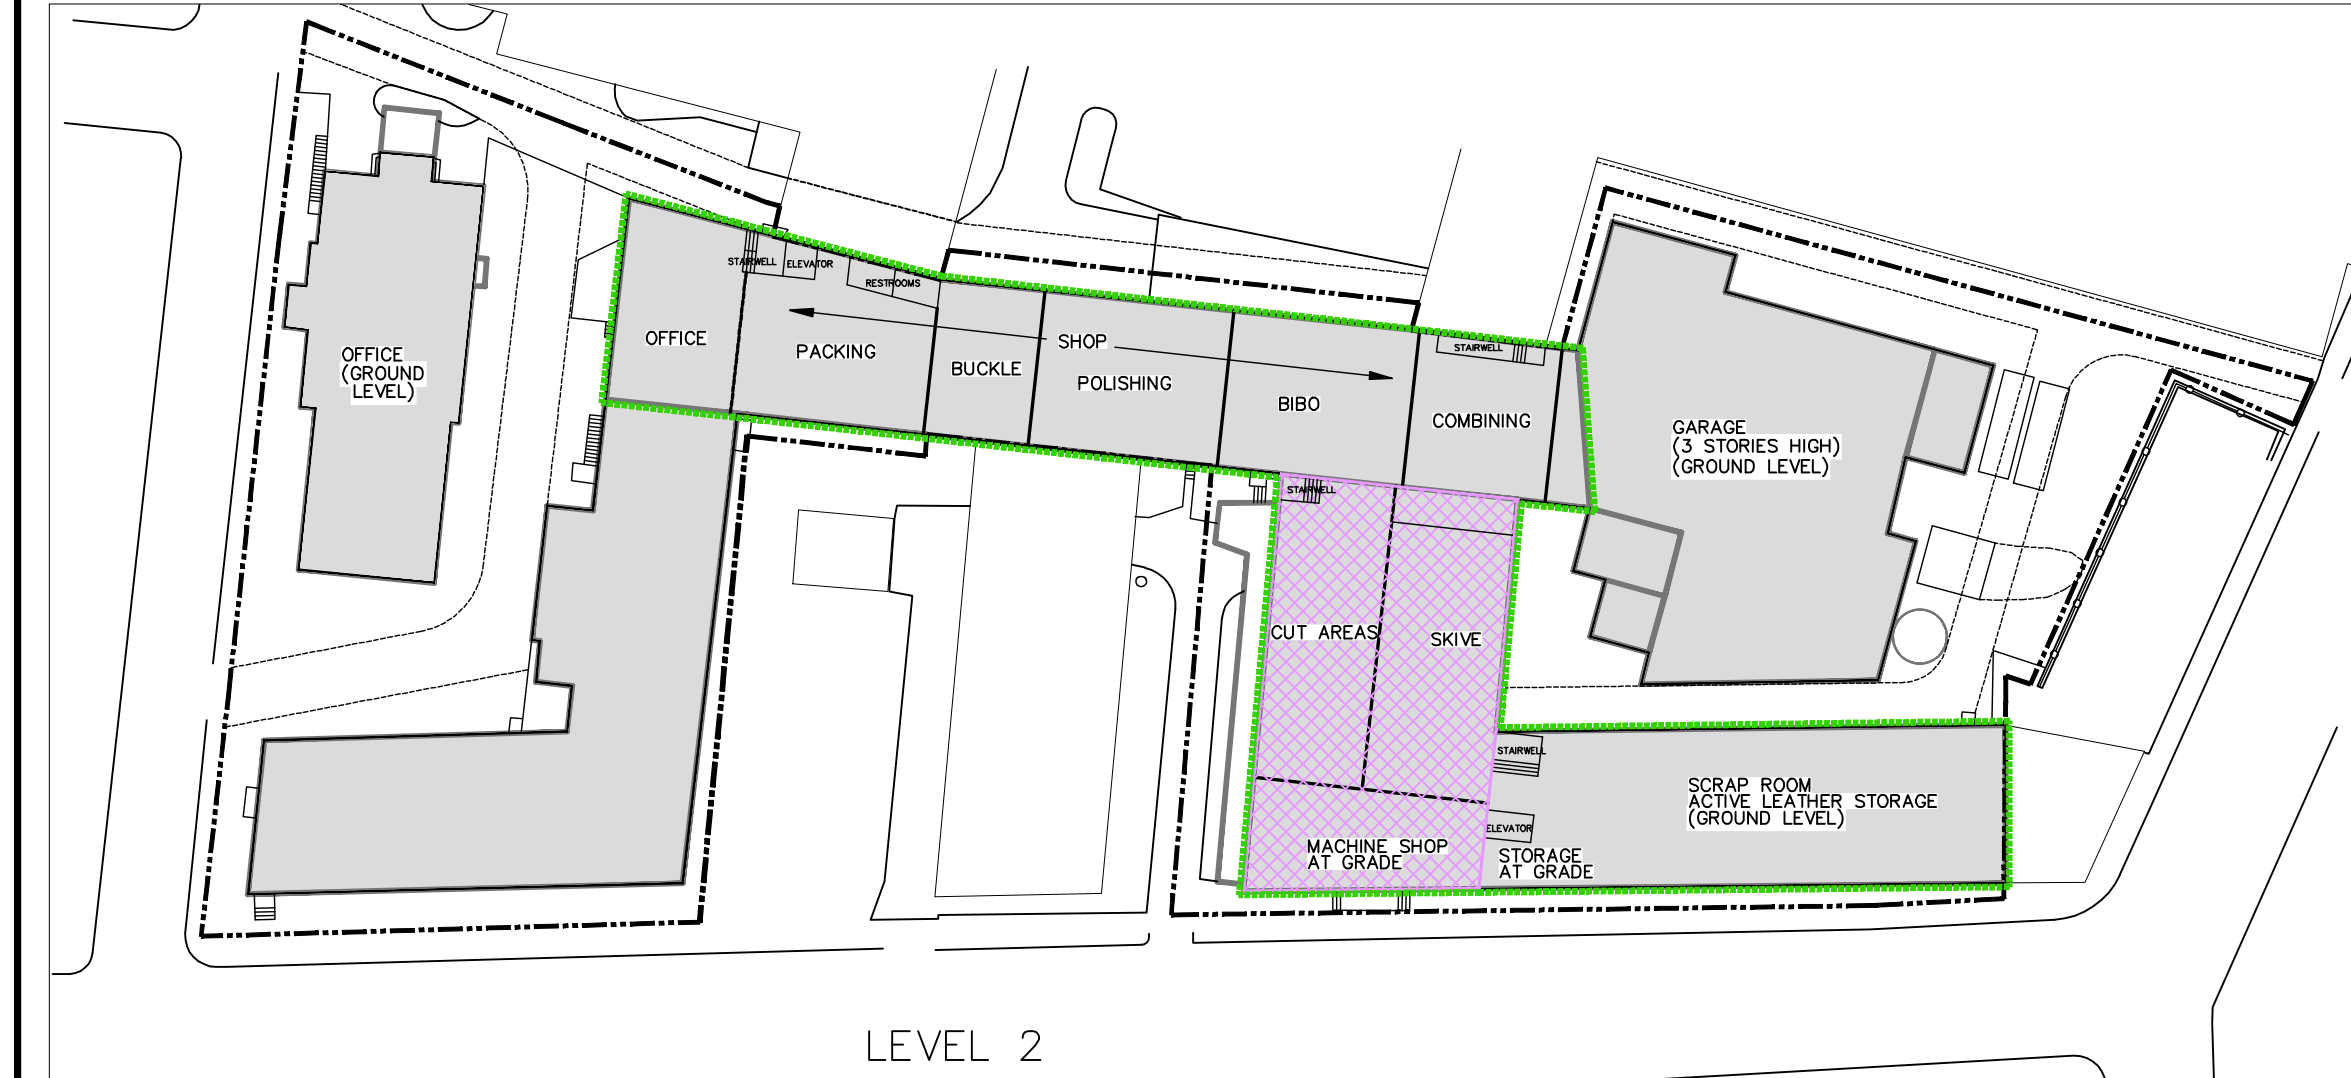 STAIRWELL
ELEVATOR
RESTROOMS
OFFICE
PACKING
SHOP
BUCKLE
POLISHING
BIBO
STAIRWELL
COMBINING
OFFICE
(GROUND
LEVEL)
GARAGE
(3 STORIES HIGH)
(GROUND LEVEL)
STAIRWELL
CUT AREAS
SKIVE
STAIRWELL
SCRAP ROOM
ACTIVE LEATHER STORAGE
(GROUND LEVEL)
ELEVATOR
MACHINE SHOP
AT GRADE
STORAGE
AT GRADE
LEVEL 2